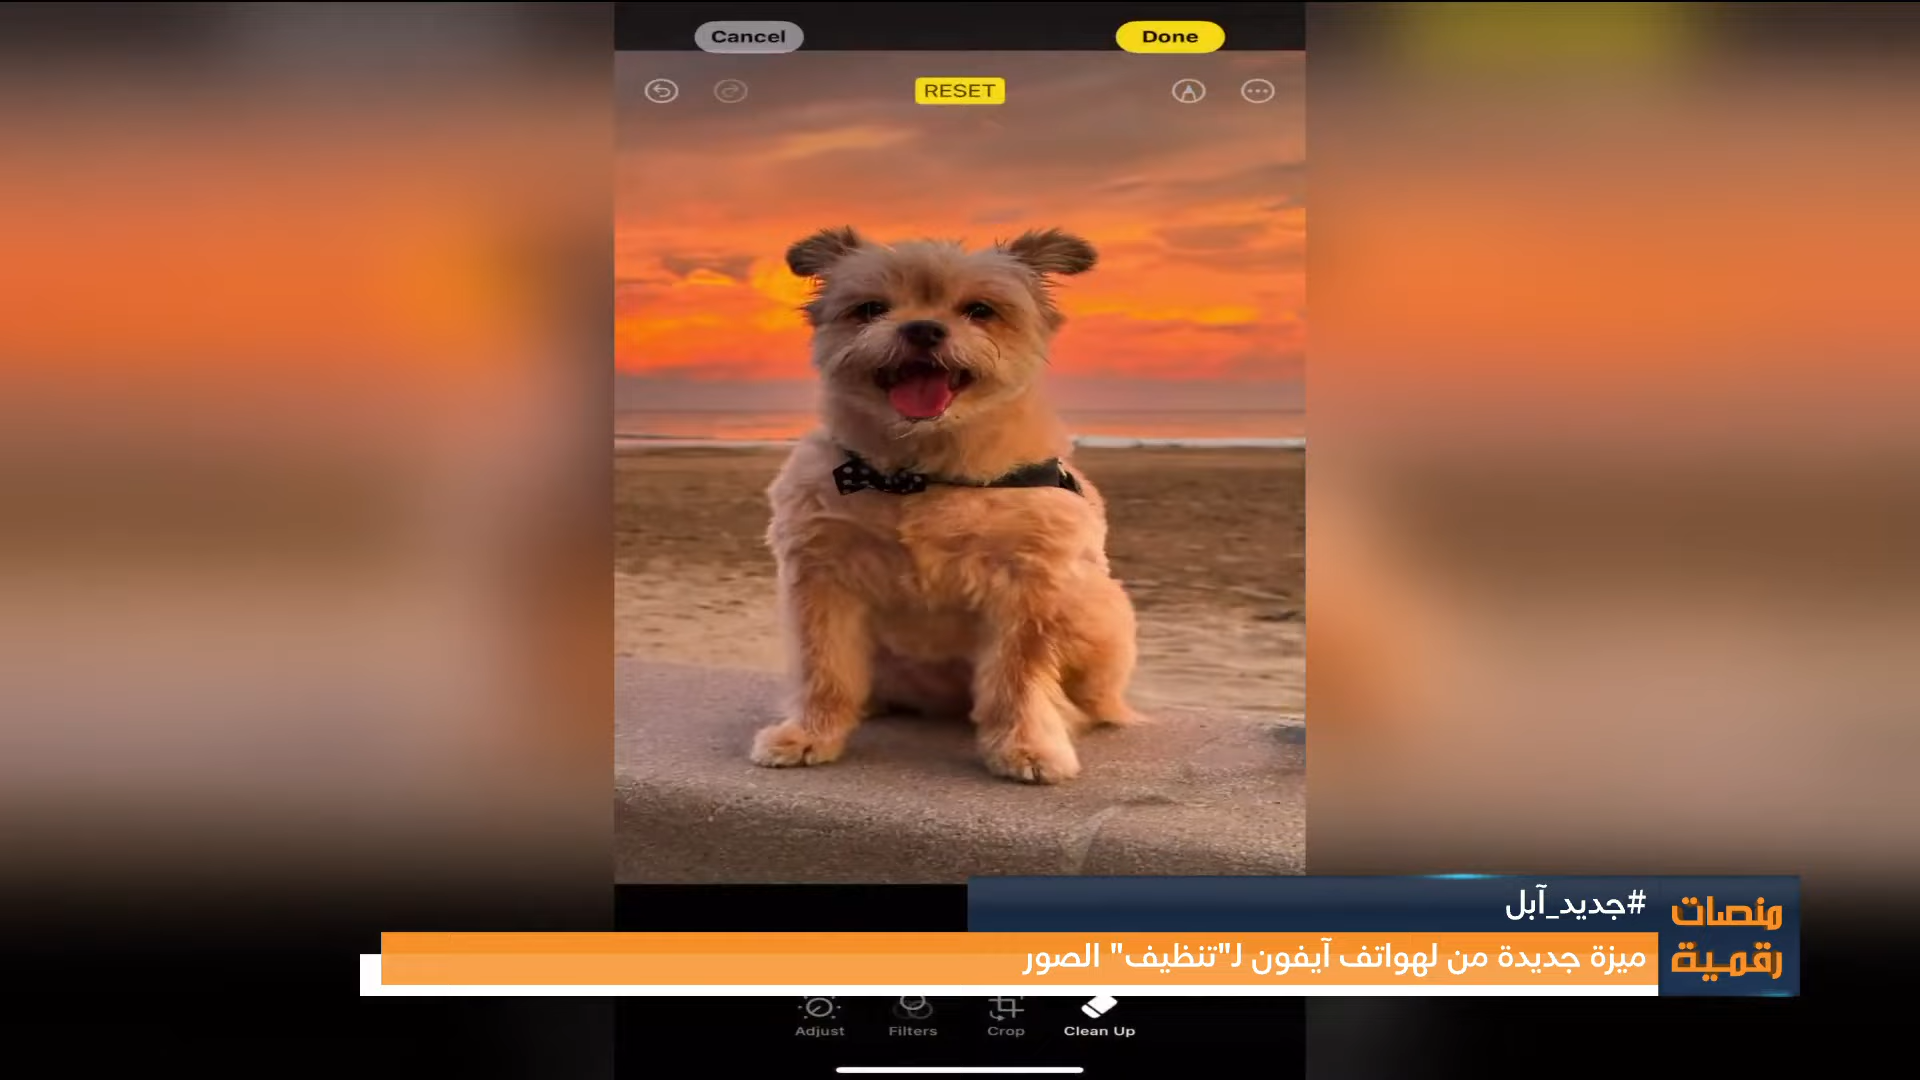 Cancel
Done
RESET
#جديد_آبل
ميزة جديدة من لهواتف آيفون لـ"تنظيف" الصور
منصات
رقمية
Adjust
Filters
Crop
Clean Up